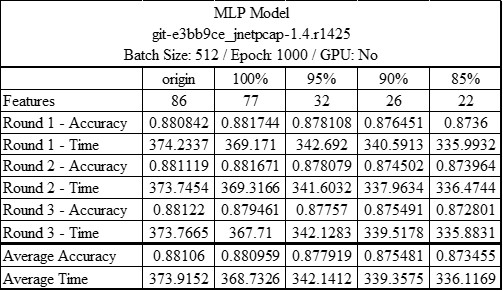 MLP Model
git-e3bb9ce_jnetpcap-1.4.r1425
Batch Size: 512 / Epoch: 1000 / GPU: No
origin 100% 95% 90% 85%
Features 86 77 32 26 22
Round 1 - Accuracy 0.880842 0.881744 0.878108 0.876451 0.8736
Round 1 - Time 374.2337 369.171 342.692 340.5913 335.9932
Round 2 - Accuracy 0.881119 0.881671 0.878079 0.874502 0.873964
Round 2 - Time 373.7454 369.3166 341.6032 337.9634 336.4744
Round 3 - Accuracy 0.88122 0.879461 0.87757 0.875491 0.872801
Round 3 - Time 373.7665 367.71 342.1283 339.5178 335.8831
Average Accuracy 0.88106 0.880959 0.877919 0.875481 0.873455
Average Time 373.9152 368.7326 342.1412 339.3575 336.1169